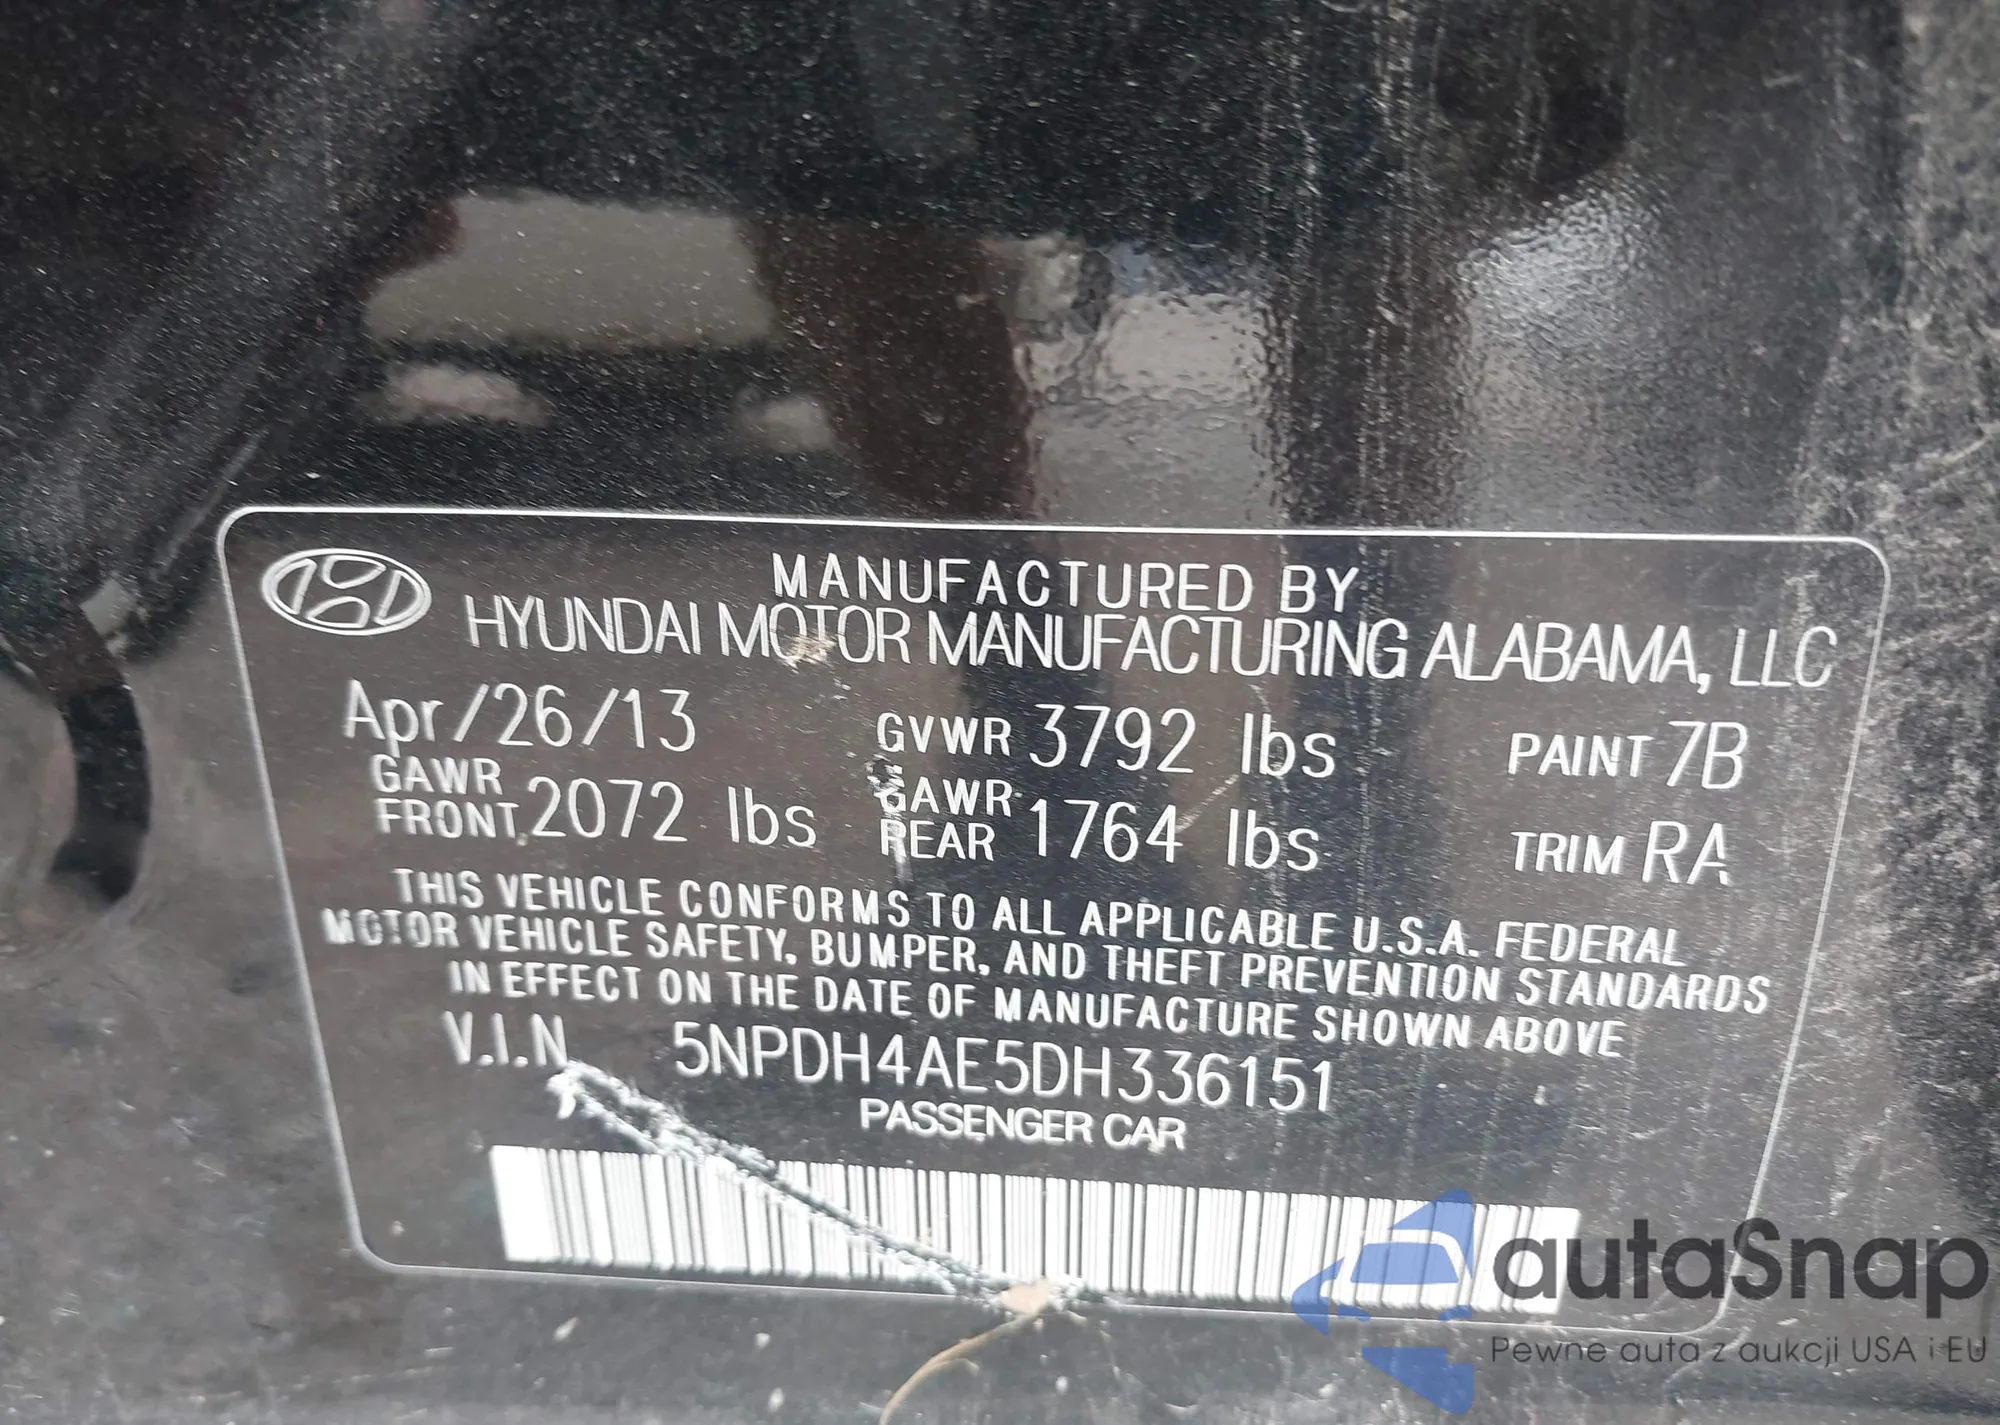 MANUFACTURED BY
HYUNDAI MOTOR MANUFACTURING ALABAMA, LLC
Apr/26/13 GVWR 3792 lbs PAINT 7B
GAWR FRONT 2072 lbs GAWR REAR 1764 lbs TRIM RA
THIS VEHICLE CONFORMS TO ALL APPLICABLE U.S.A. FEDERAL
MOTOR VEHICLE SAFETY, BUMPER, AND THEFT PREVENTION STANDARDS
IN EFFECT ON THE DATE OF MANUFACTURE SHOWN ABOVE
V.I.N 5NPDH4AE5DH336151
PASSENGER CAR
autaSnap
Pewne auta z aukcji USA i EU